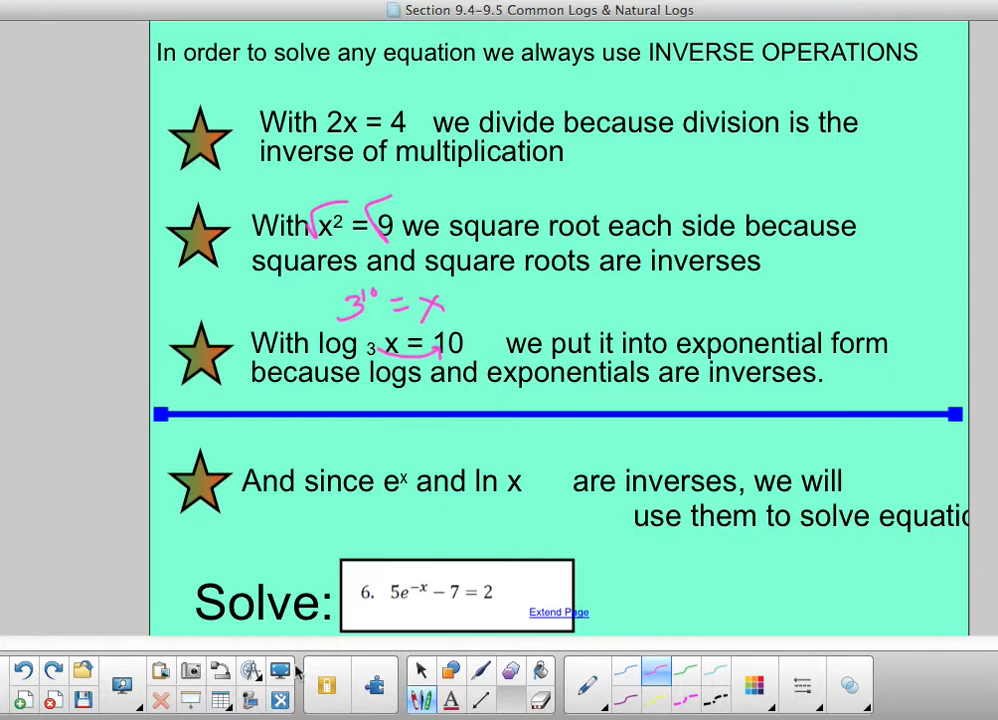 Section 9.4-9.5 Common Logs & Natural Logs
In order to solve any equation we always use INVERSE OPERATIONS
With 2x = 4 we divide because division is the
inverse of multiplication
With √x² = √9 we square root each side because
squares and square roots are inverses
3¹⁰ = x
With log ₃ x = 10 we put it into exponential form
because logs and exponentials are inverses.
And since eˣ and ln x are inverses, we will
use them to solve equatio
Solve:
6. 5e⁻ˣ − 7 = 2
Extend Page